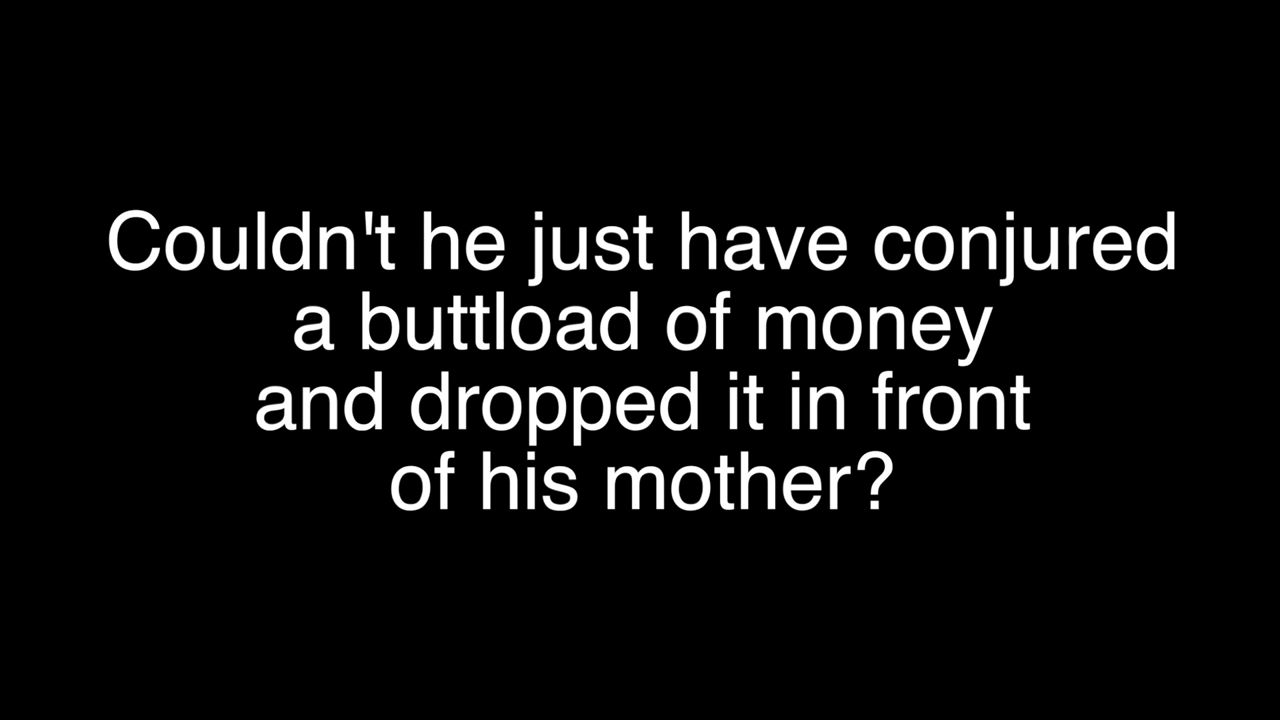 Couldn't he just have conjured
a buttload of money
and dropped it in front
of his mother?